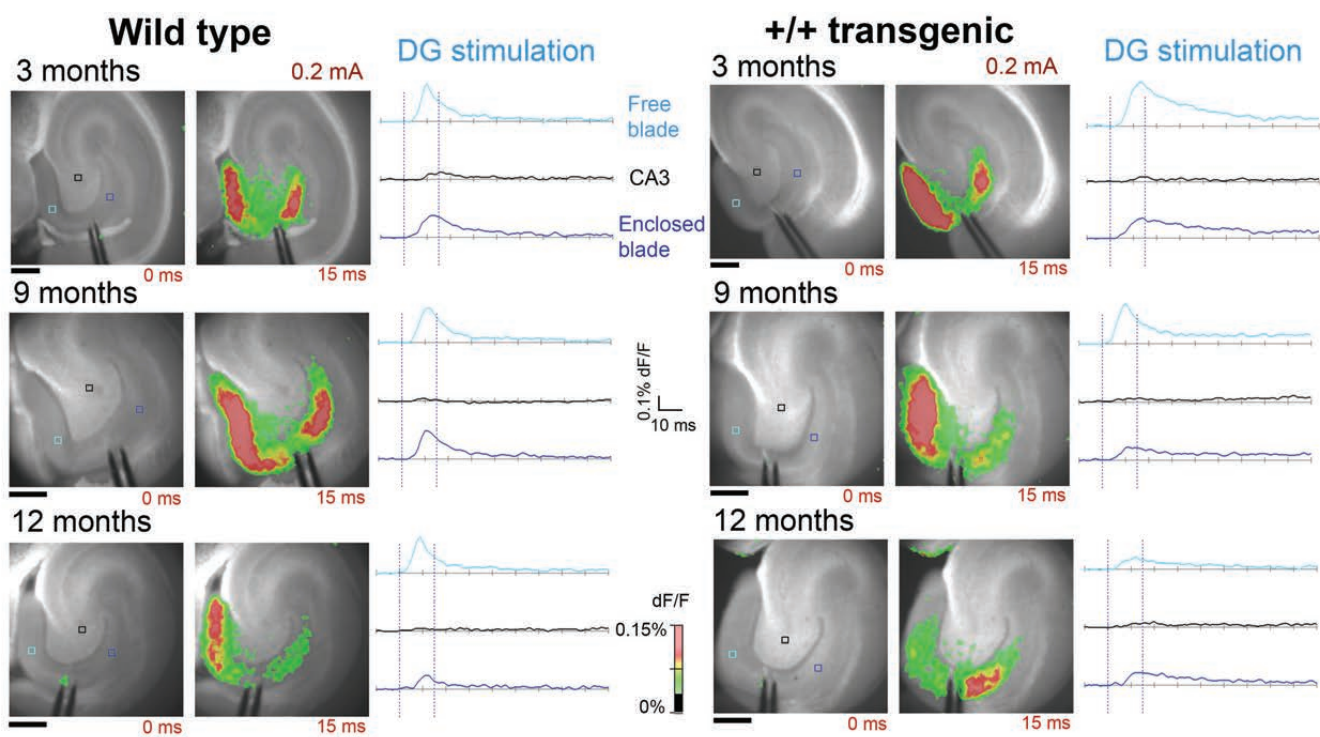 Wild type
3 months
0.2 mA
DG stimulation
Free
blade
CA3
Enclosed
blade
0 ms
15 ms
9 months
0.1% dF/F
10 ms
0 ms
15 ms
12 months
dF/F
0.15%
0%
0 ms
15 ms
+/+ transgenic
3 months
0.2 mA
DG stimulation
0 ms
15 ms
9 months
0 ms
15 ms
12 months
0 ms
15 ms